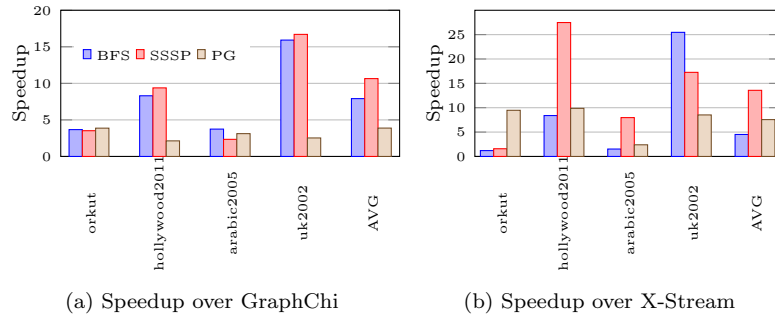 20
15
10
5
0
Speedup
BFS SSSP PG
orkut
hollywood2011
arabic2005
uk2002
AVG
(a) Speedup over GraphChi
25
20
15
10
5
0
Speedup
orkut
hollywood2011
arabic2005
uk2002
AVG
(b) Speedup over X-Stream